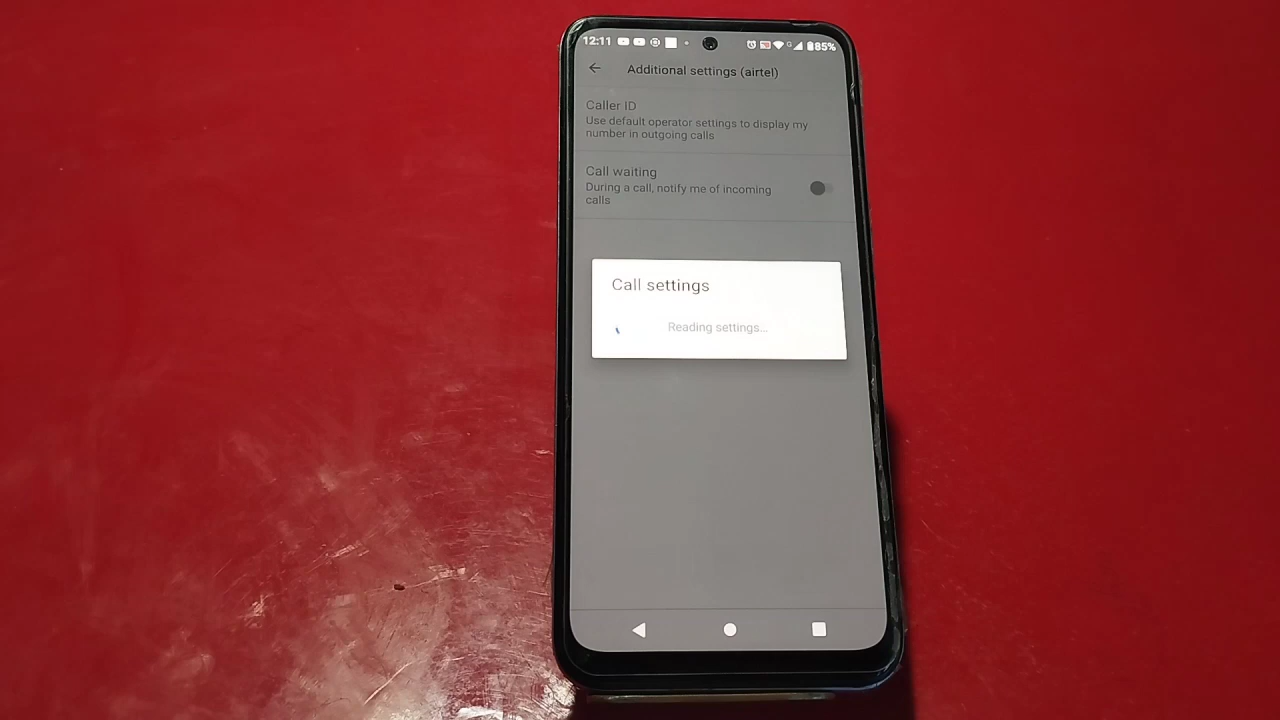 12:11 G 85%
Additional settings (airtel)
Caller ID
Use default operator settings to display my
number in outgoing calls
Call waiting
During a call, notify me of incoming
calls
Call settings
Reading settings...